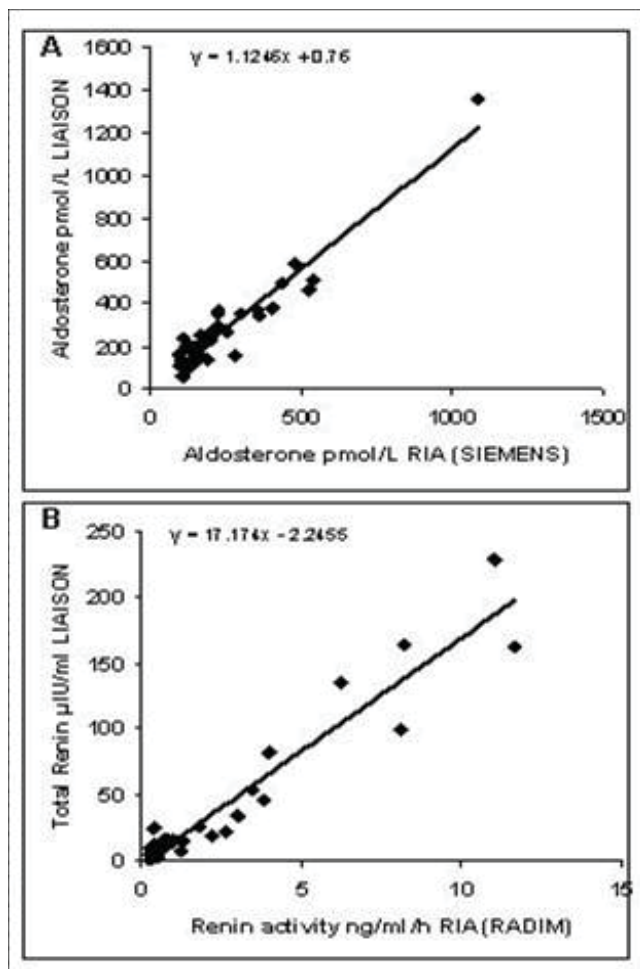 A
y = 1.1246x +0.76
Aldosterone pmol/L LIAISON
1600
1400
1200
1000
800
600
400
200
0
0 500 1000 1500
Aldosterone pmol/L RIA (SIEMENS)
B
y = 17.174x - 2.2455
Total Renin µIU/ml LIAISON
250
200
150
100
50
0
0 5 10 15
Renin activity ng/ml/h RIA (RADIM)